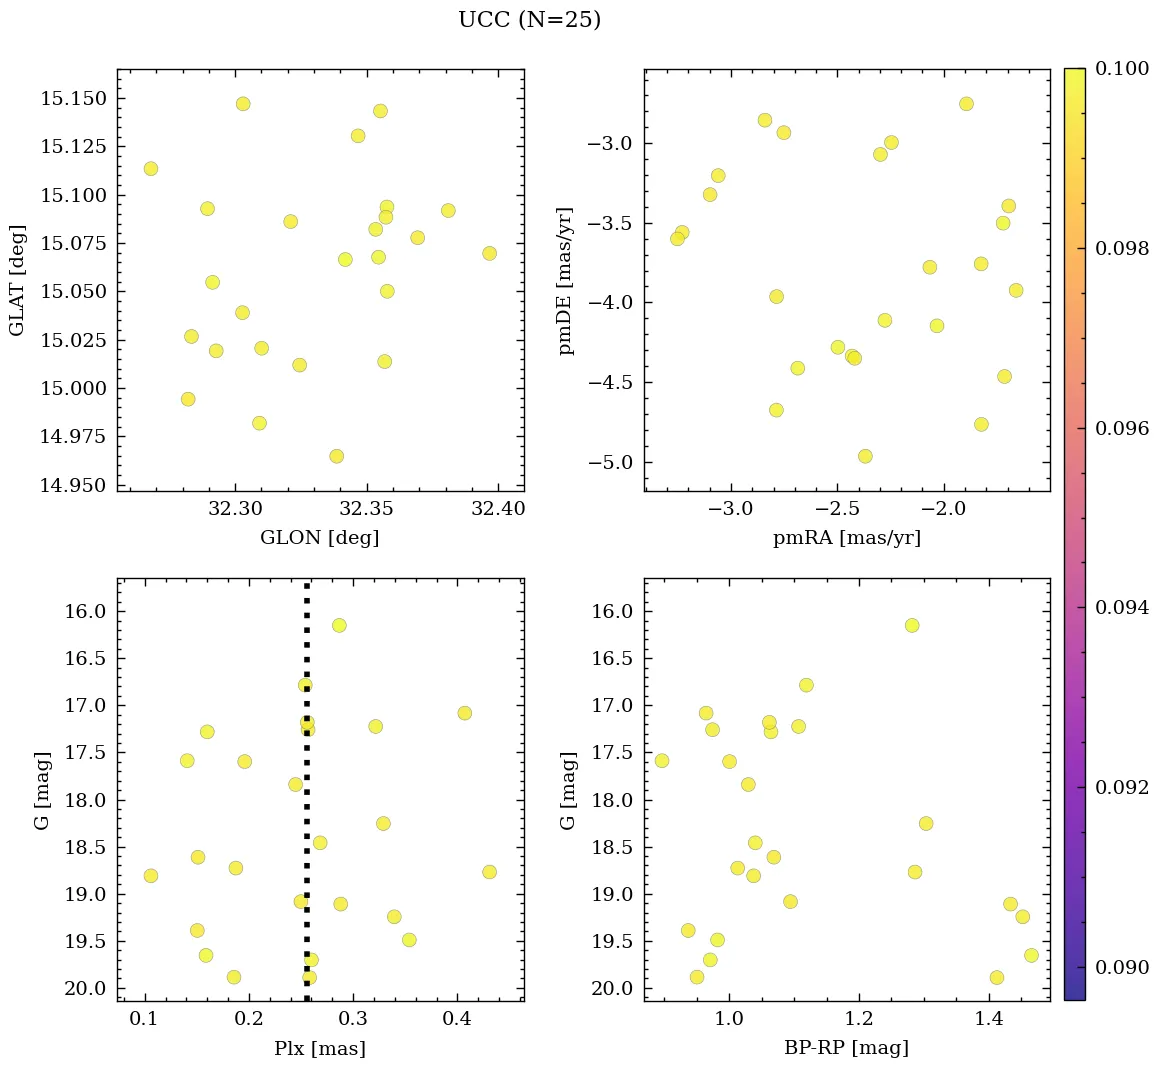 UCC (N=25)
15.150
15.125
15.100
15.075
15.050
15.025
15.000
14.975
14.950
GLAT [deg]
32.30 32.35 32.40
GLON [deg]
−3.0
−3.5
−4.0
−4.5
−5.0
pmDE [mas/yr]
−3.0 −2.5 −2.0
pmRA [mas/yr]
0.100
0.098
0.096
0.094
0.092
0.090
16.0
16.5
17.0
17.5
18.0
18.5
19.0
19.5
20.0
G [mag]
0.1 0.2 0.3 0.4
Plx [mas]
16.0
16.5
17.0
17.5
18.0
18.5
19.0
19.5
20.0
G [mag]
1.0 1.2 1.4
BP-RP [mag]